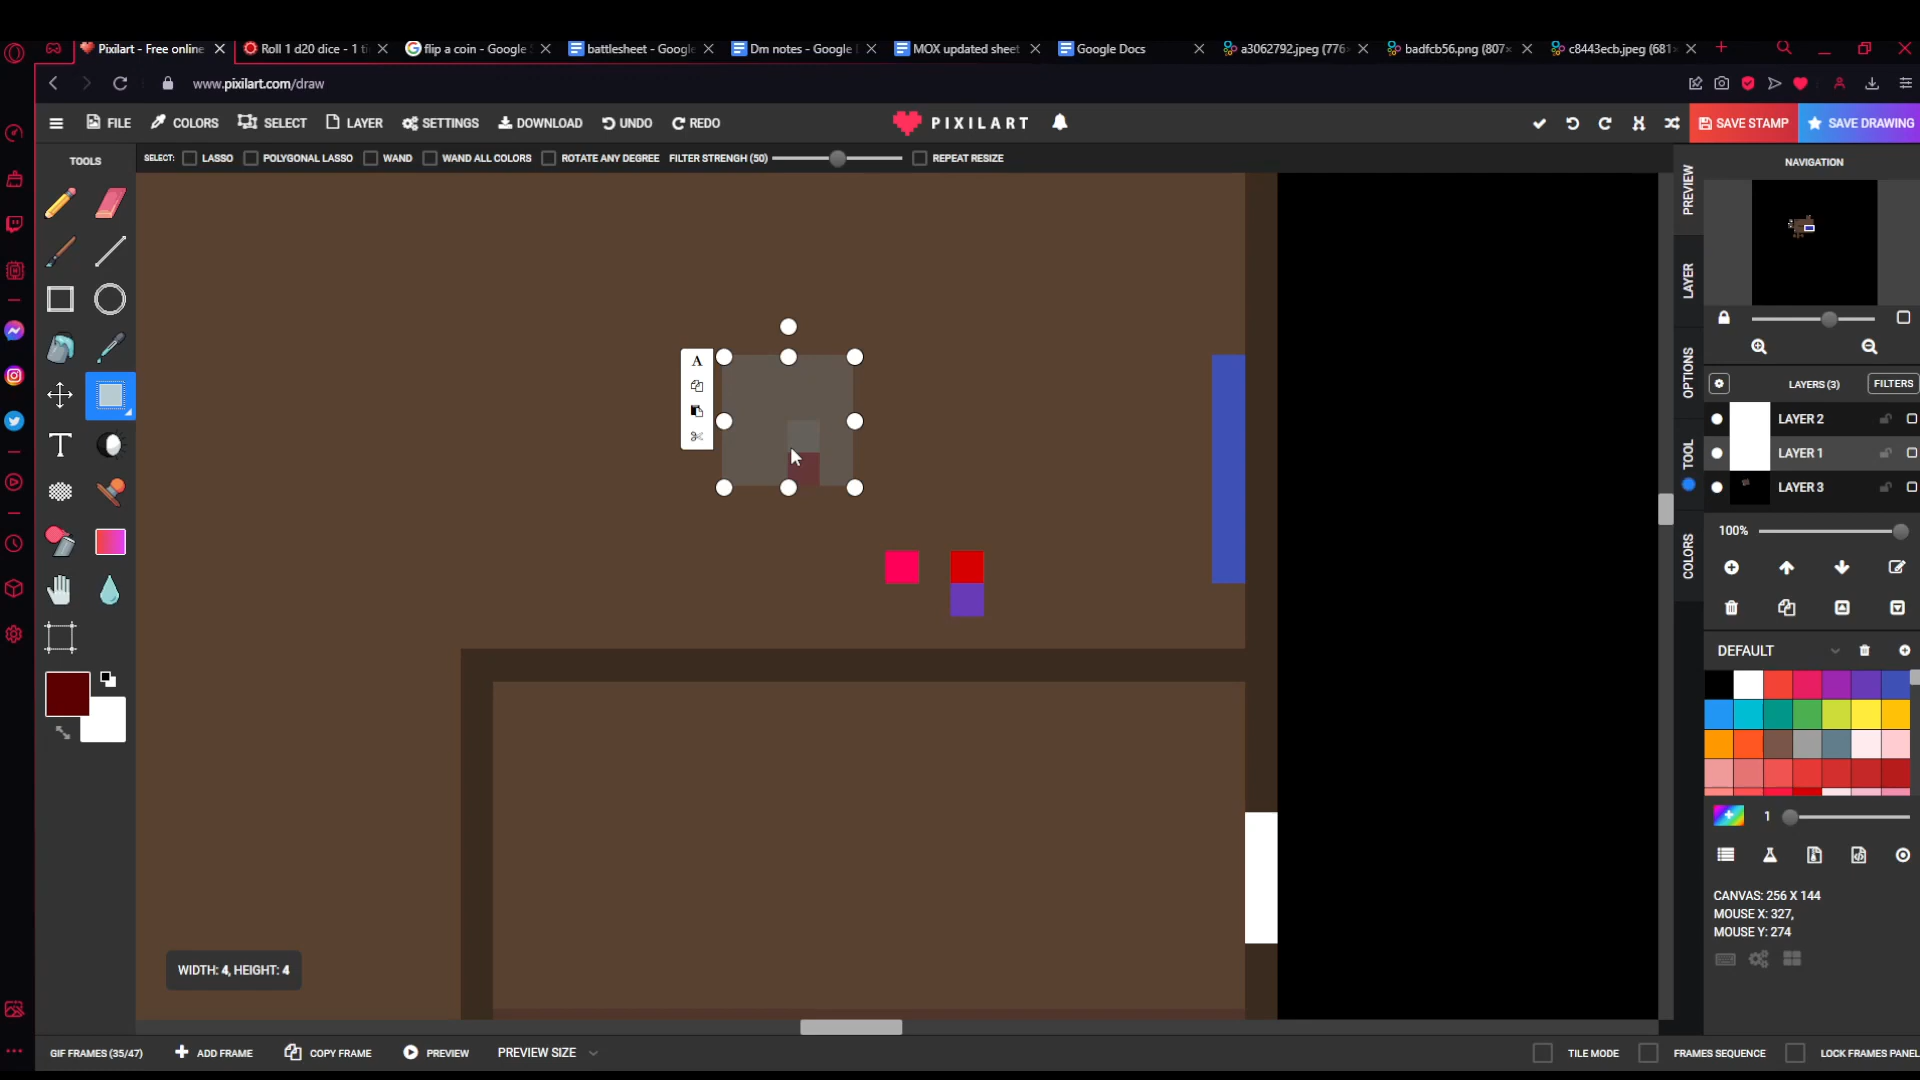 Pixilart - Free online
Roll 1 d20 dice - 1 ti
flip a coin - Google
battlesheet - Google
Dm notes - Google
MOX updated sheet
Google Docs
a3062792.jpeg (776×
badfcb56.png (807×
c8443ecb.jpeg (681×
www.pixilart.com/draw
FILE
COLORS
SELECT
LAYER
SETTINGS
DOWNLOAD
UNDO
REDO
PIXILART
SAVE STAMP
SAVE DRAWING
TOOLS
SELECT:
LASSO
POLYGONAL LASSO
WAND
WAND ALL COLORS
ROTATE ANY DEGREE
FILTER STRENGH (50)
REPEAT RESIZE
PREVIEW
LAYER
OPTIONS
TOOL
COLORS
NAVIGATION
LAYERS (3)
FILTERS
LAYER 2
LAYER 1
LAYER 3
100%
DEFAULT
1
CANVAS: 256 X 144
MOUSE X: 327,
MOUSE Y: 274
A
T
WIDTH: 4, HEIGHT: 4
GIF FRAMES (35/47)
ADD FRAME
COPY FRAME
PREVIEW
PREVIEW SIZE
TILE MODE
FRAMES SEQUENCE
LOCK FRAMES PANEL